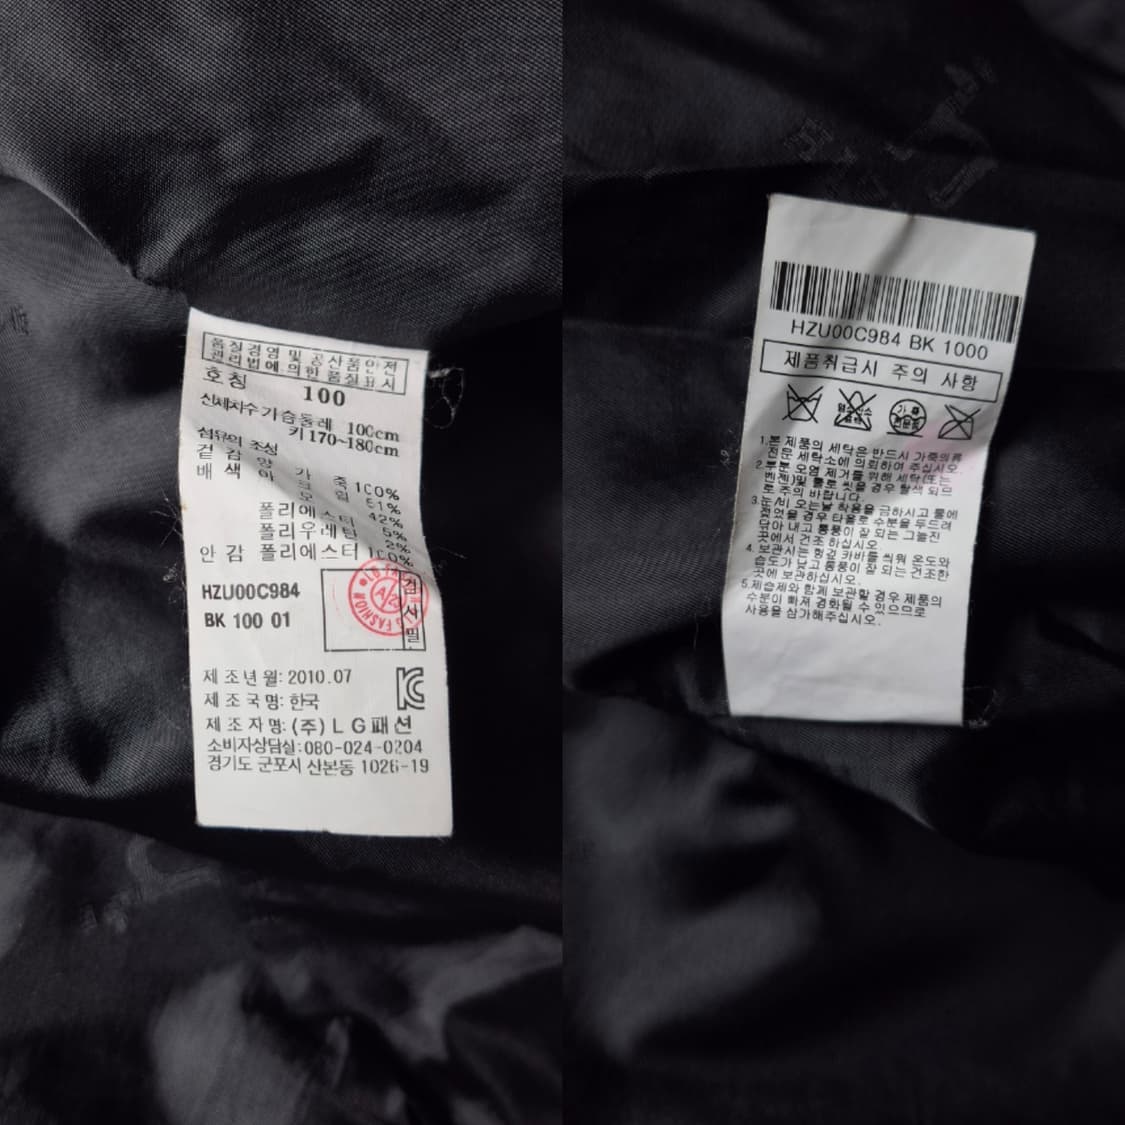 품질경영 및 공산품안전
관리법에 의한 품질표시
호칭
100
신체치수 가슴둘레 100cm
키 170~180cm
섬유의 조성
겉감 양 가 죽 100%
배색 아 크 릴 51%
모 42%
폴리에스터 5%
폴리우레탄 2%
안 감 폴리에스터 100%
HZU00C984
BK 100 01
LG FASHION
검사필
제 조 년 월: 2010.07
제 조 국 명: 한국
제 조 자 명: (주) L G 패 션
소비자상담실:080-024-0204
경기도 군포시 산본동 1026-19
HZU00C984 BK 1000
제품취급시 주의 사항
1.본 제품의 세탁은 반드시 가죽의류
전문 세탁소에 의뢰하여 주십시오.
2.부분 오염 제거를 위해 세탁(또는
벤젠)및 물로 씻을 경우 탈색 되므
로 주의 바랍니다.
3.눈/비 오는날 착용을 금하시고 물에
젖었을 경우 타올로 수분을 두드려
닦아 내고 통풍이 잘 되는 그늘진
곳에서 건조 하십시오
4. 보관시는 헝겊 카바를 씌워 온도와
습도가 낮고 통풍이 잘 되는 건조한
곳에 보관하십시오.
5.제습제와 함께 보관할 경우 제품의
수분이 빠져 경화될 수 있으므로
사용을 삼가해주십시오.